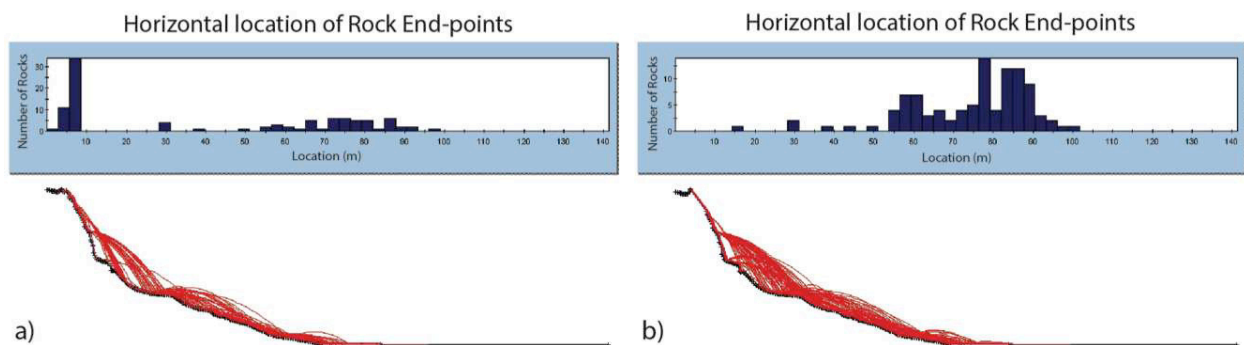 Horizontal location of Rock End-points
Number of Rocks
30
20
10
0
10 20 30 40 50 60 70 80 90 100 110 120 130 140
Location (m)
a)
Horizontal location of Rock End-points
Number of Rocks
10
5
0
10 20 30 40 50 60 70 80 90 100 110 120 130 140
Location (m)
b)